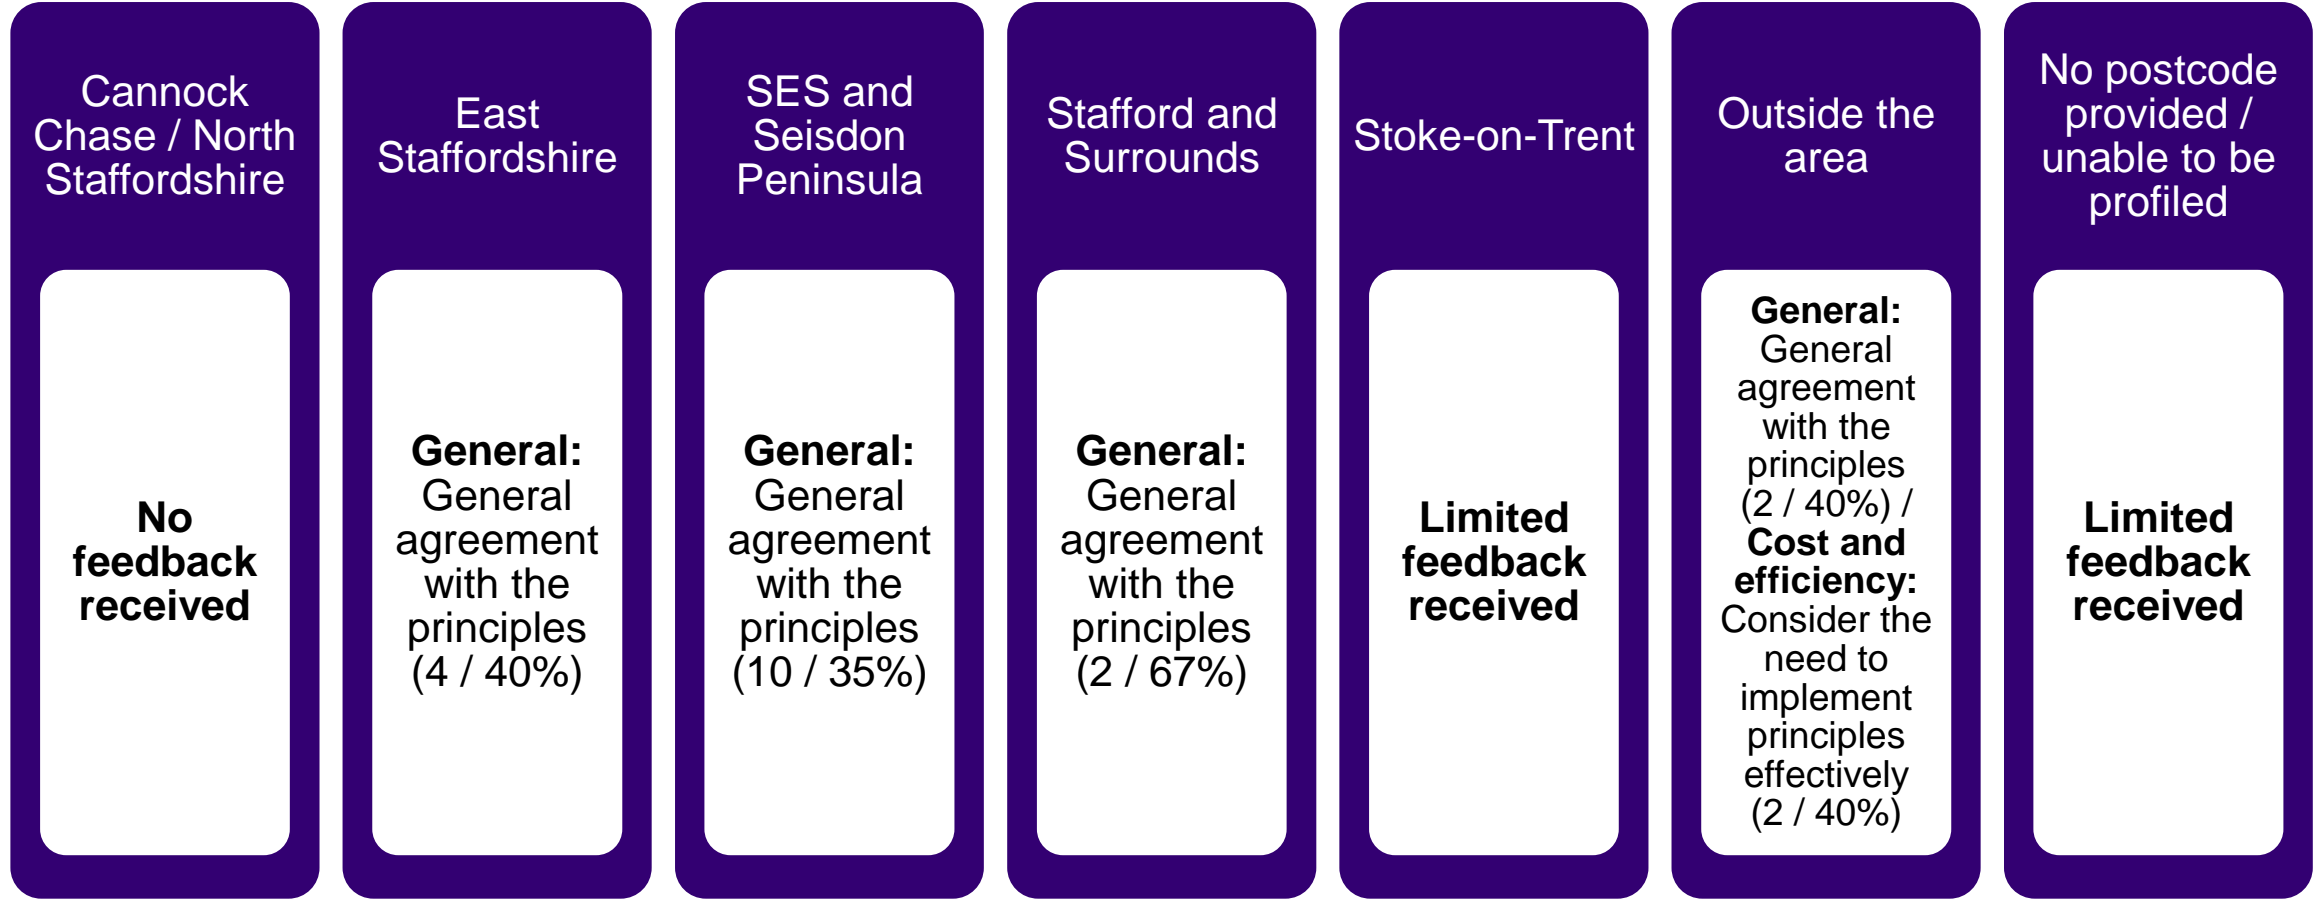 Cannock
Chase / North
Staffordshire
No
feedback
received
East
Staffordshire
General:
General
agreement
with the
principles
(4 / 40%)
SES and
Seisdon
Peninsula
General:
General
agreement
with the
principles
(10 / 35%)
Stafford and
Surrounds
General:
General
agreement
with the
principles
(2 / 67%)
Stoke-on-Trent
Limited
feedback
received
Outside the
area
General:
General
agreement
with the
principles
(2 / 40%) /
Cost and
efficiency:
Consider the
need to
implement
principles
effectively
(2 / 40%)
No postcode
provided /
unable to be
profiled
Limited
feedback
received